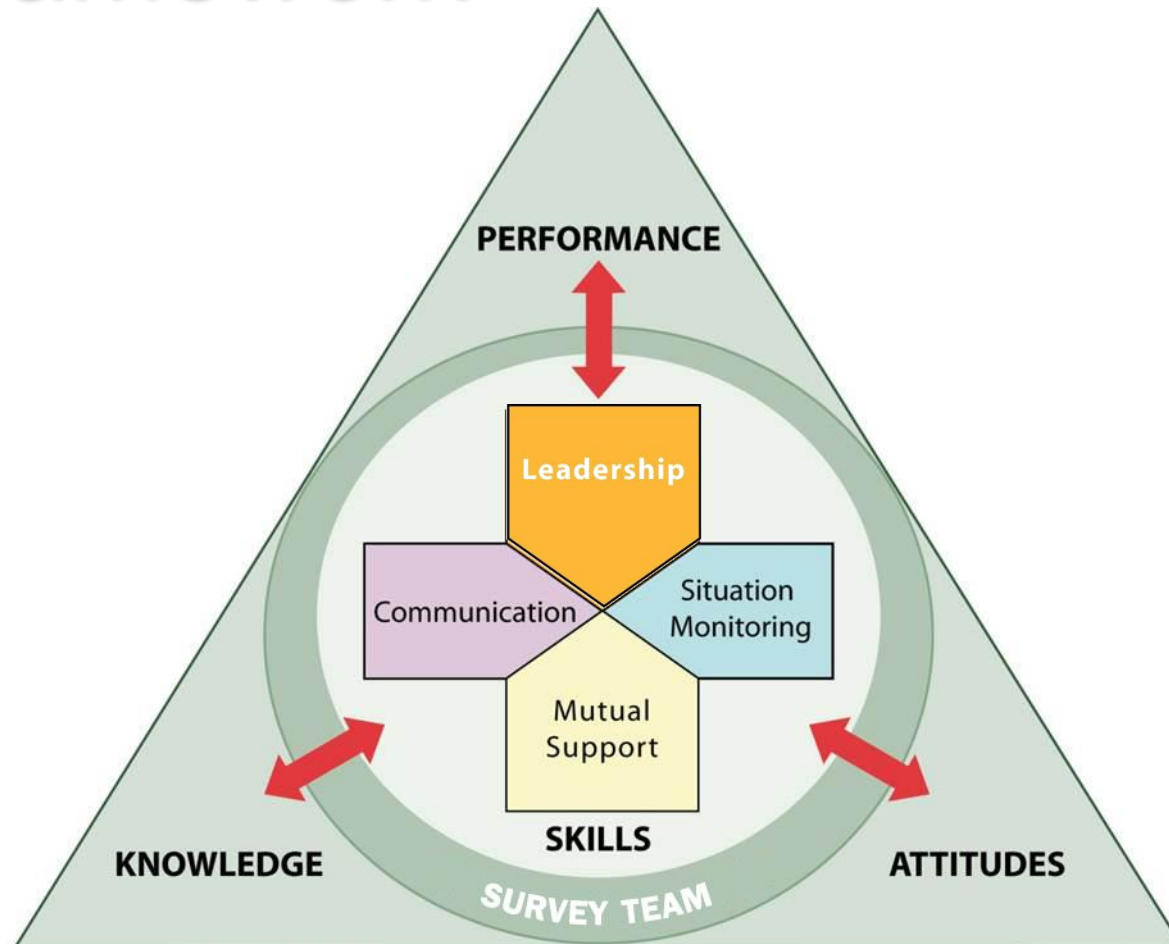 PERFORMANCE
Leadership
Communication
Situation
Monitoring
Mutual
Support
SKILLS
KNOWLEDGE
ATTITUDES
SURVEY TEAM